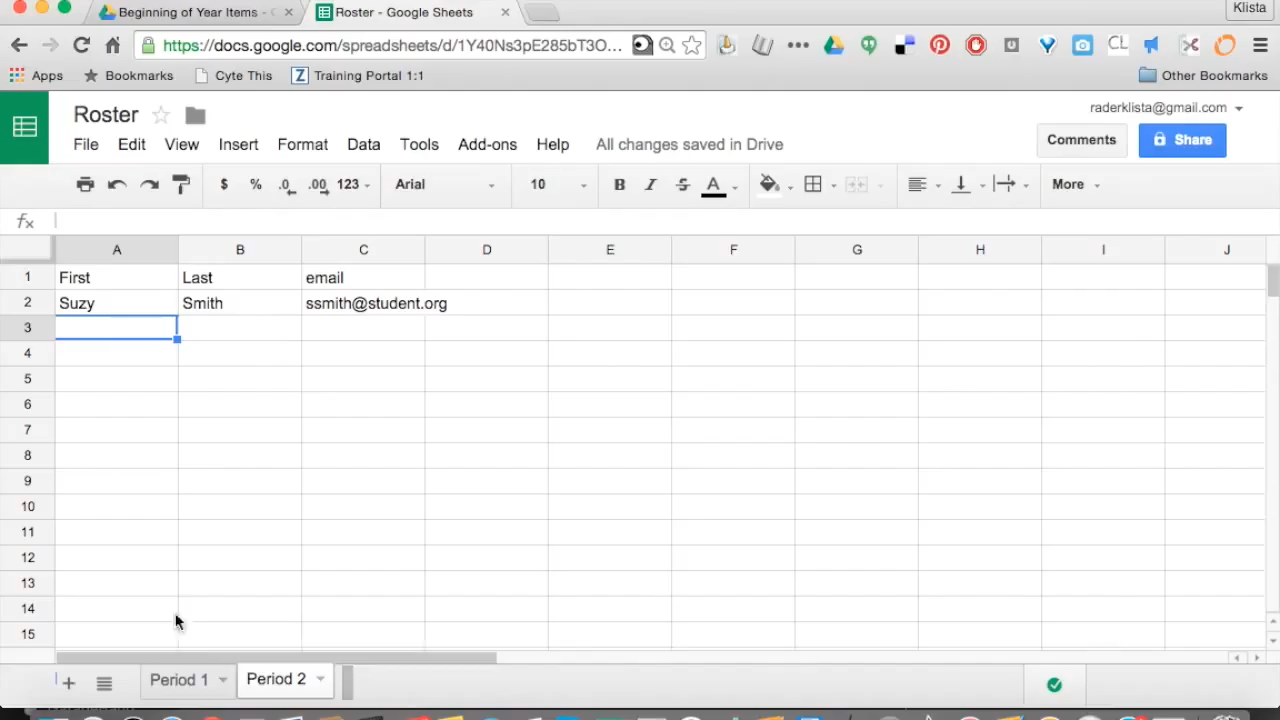 Klista
Beginning of Year Items - 
Roster - Google Sheets
https://docs.google.com/spreadsheets/d/1Y40Ns3pE285bT3O...
CL
Apps
Bookmarks
Cyte This
Z
Training Portal 1:1
Other Bookmarks
Roster
raderklista@gmail.com
File Edit View Insert Format Data Tools Add-ons Help All changes saved in Drive
Comments
Share
$ % .0 .00 123 Arial 10 B I S A More
fx
A B C D E F G H I J
1 First Last email
2 Suzy Smith ssmith@student.org
3
4
5
6
7
8
9
10
11
12
13
14
15
+ Period 1 Period 2